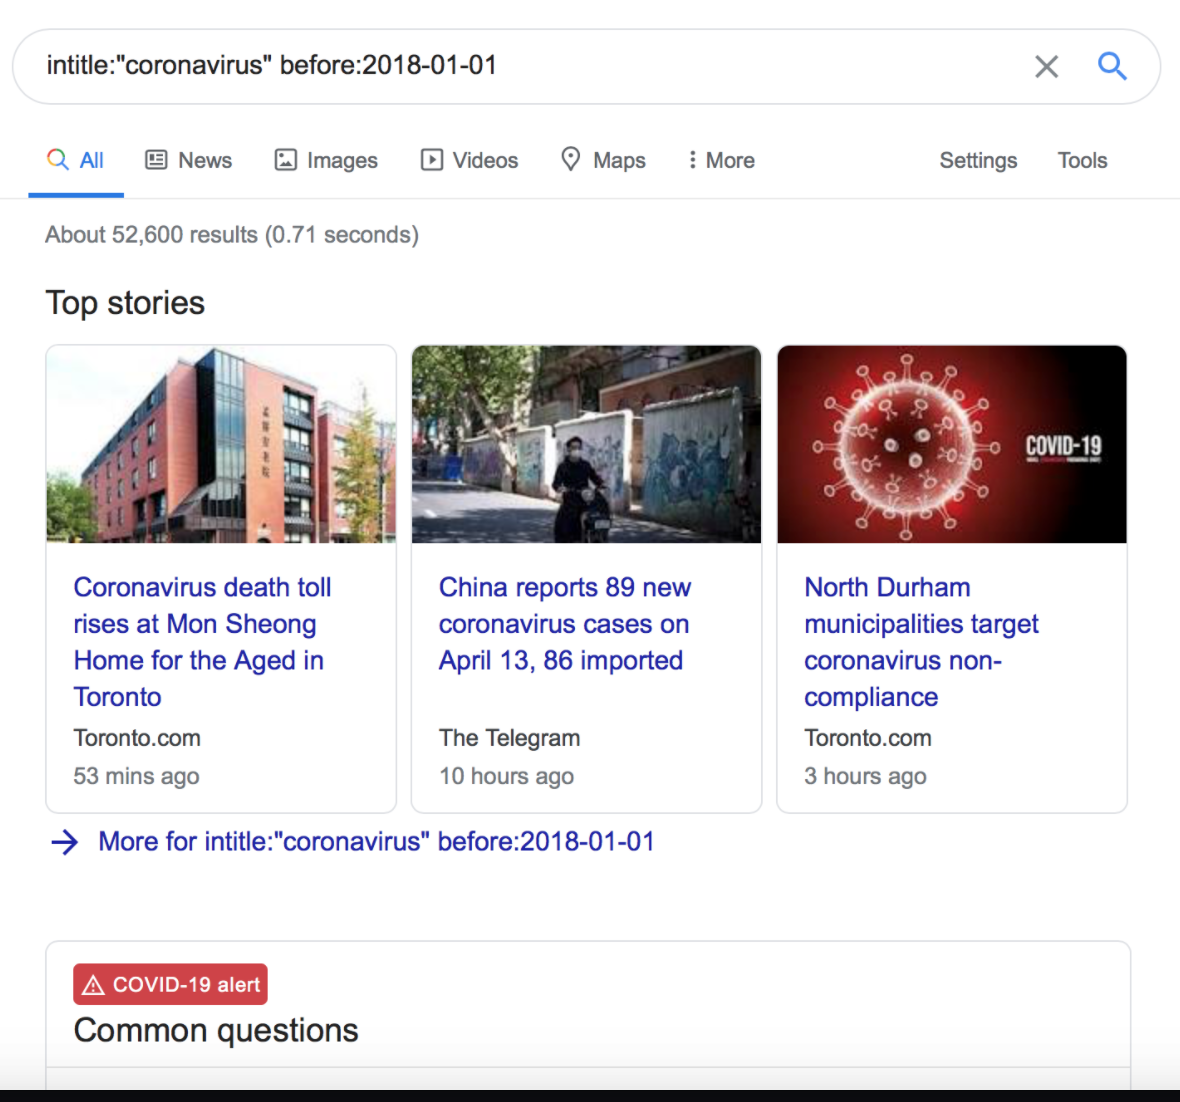 intitle:"coronavirus" before:2018-01-01
All News Images Videos Maps More Settings Tools
About 52,600 results (0.71 seconds)
Top stories
COVID-19
Coronavirus death toll
rises at Mon Sheong
Home for the Aged in
Toronto
Toronto.com
53 mins ago
China reports 89 new
coronavirus cases on
April 13, 86 imported
The Telegram
10 hours ago
North Durham
municipalities target
coronavirus non-
compliance
Toronto.com
3 hours ago
More for intitle:"coronavirus" before:2018-01-01
COVID-19 alert
Common questions